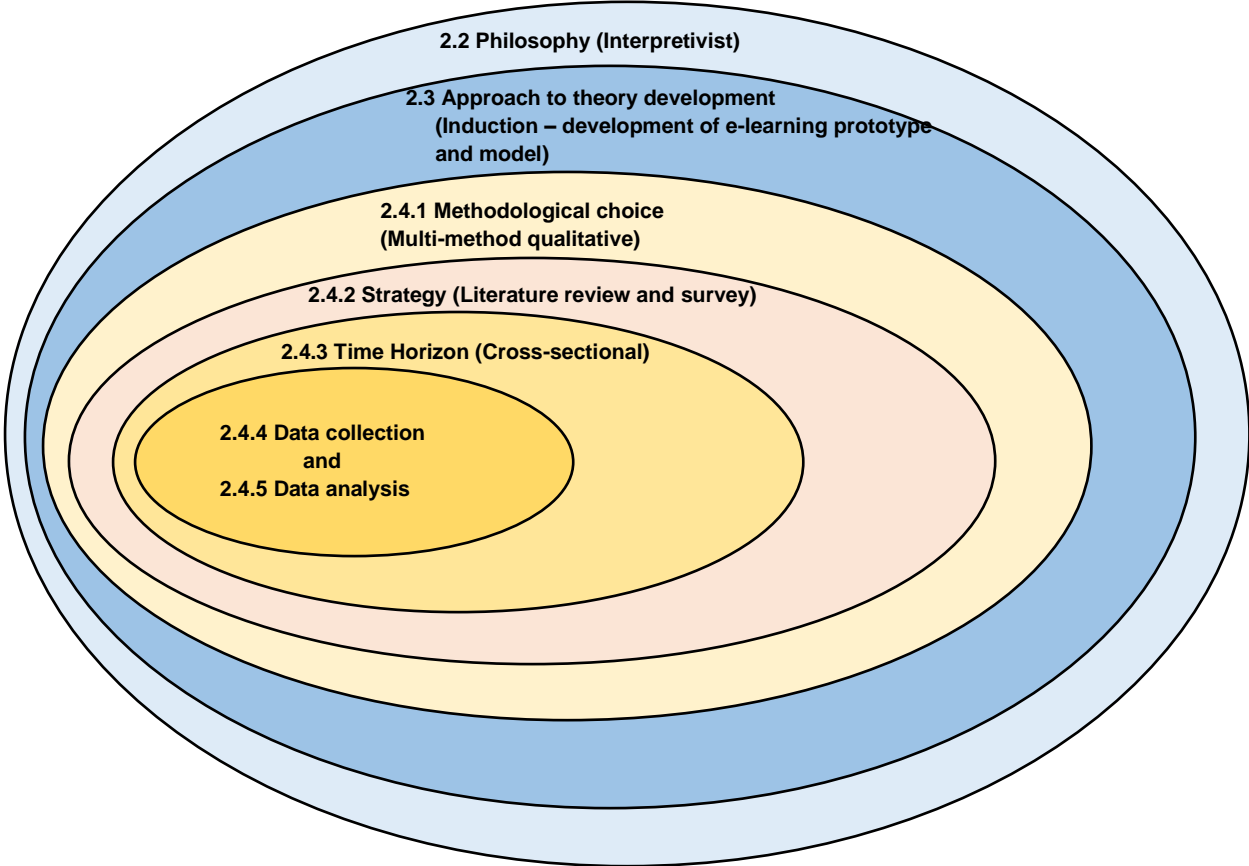 2.2 Philosophy (Interpretivist)
2.3 Approach to theory development
(Induction – development of e-learning prototype
and model)
2.4.1 Methodological choice
(Multi-method qualitative)
2.4.2 Strategy (Literature review and survey)
2.4.3 Time Horizon (Cross-sectional)
2.4.4 Data collection
and
2.4.5 Data analysis